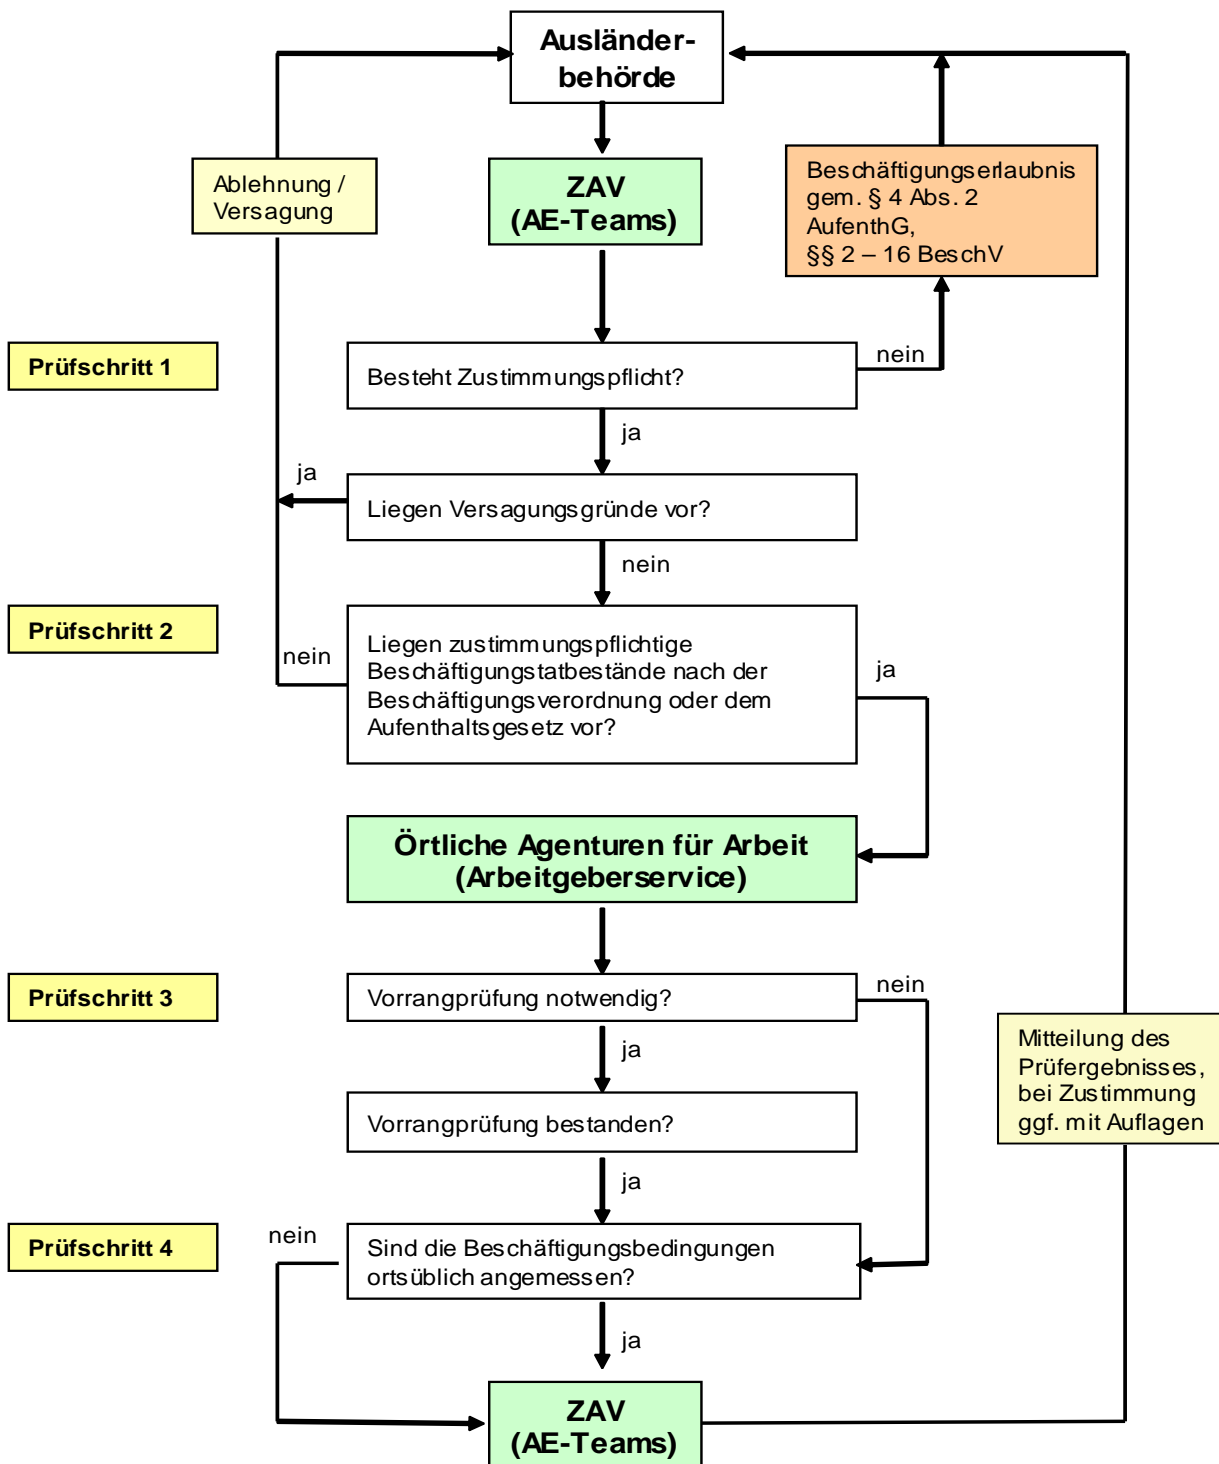 Ausländer-
behörde
Ablehnung /
Versagung
ZAV
(AE-Teams)
Beschäftigungserlaubnis
gem. § 4 Abs. 2
AufenthG,
§§ 2 – 16 BeschV
Prüfschritt 1
Besteht Zustimmungspflicht?
nein
ja
ja
Liegen Versagungsgründe vor?
nein
Prüfschritt 2
nein
Liegen zustimmungspflichtige
Beschäftigungstatbestände nach der
Beschäftigungsverordnung oder dem
Aufenthaltsgesetz vor?
ja
Örtliche Agenturen für Arbeit
(Arbeitgeberservice)
Prüfschritt 3
Vorrangprüfung notwendig?
nein
ja
Mitteilung des
Prüfergebnisses,
bei Zustimmung
ggf. mit Auflagen
Vorrangprüfung bestanden?
ja
Prüfschritt 4
nein
Sind die Beschäftigungsbedingungen
ortsüblich angemessen?
ja
ZAV
(AE-Teams)